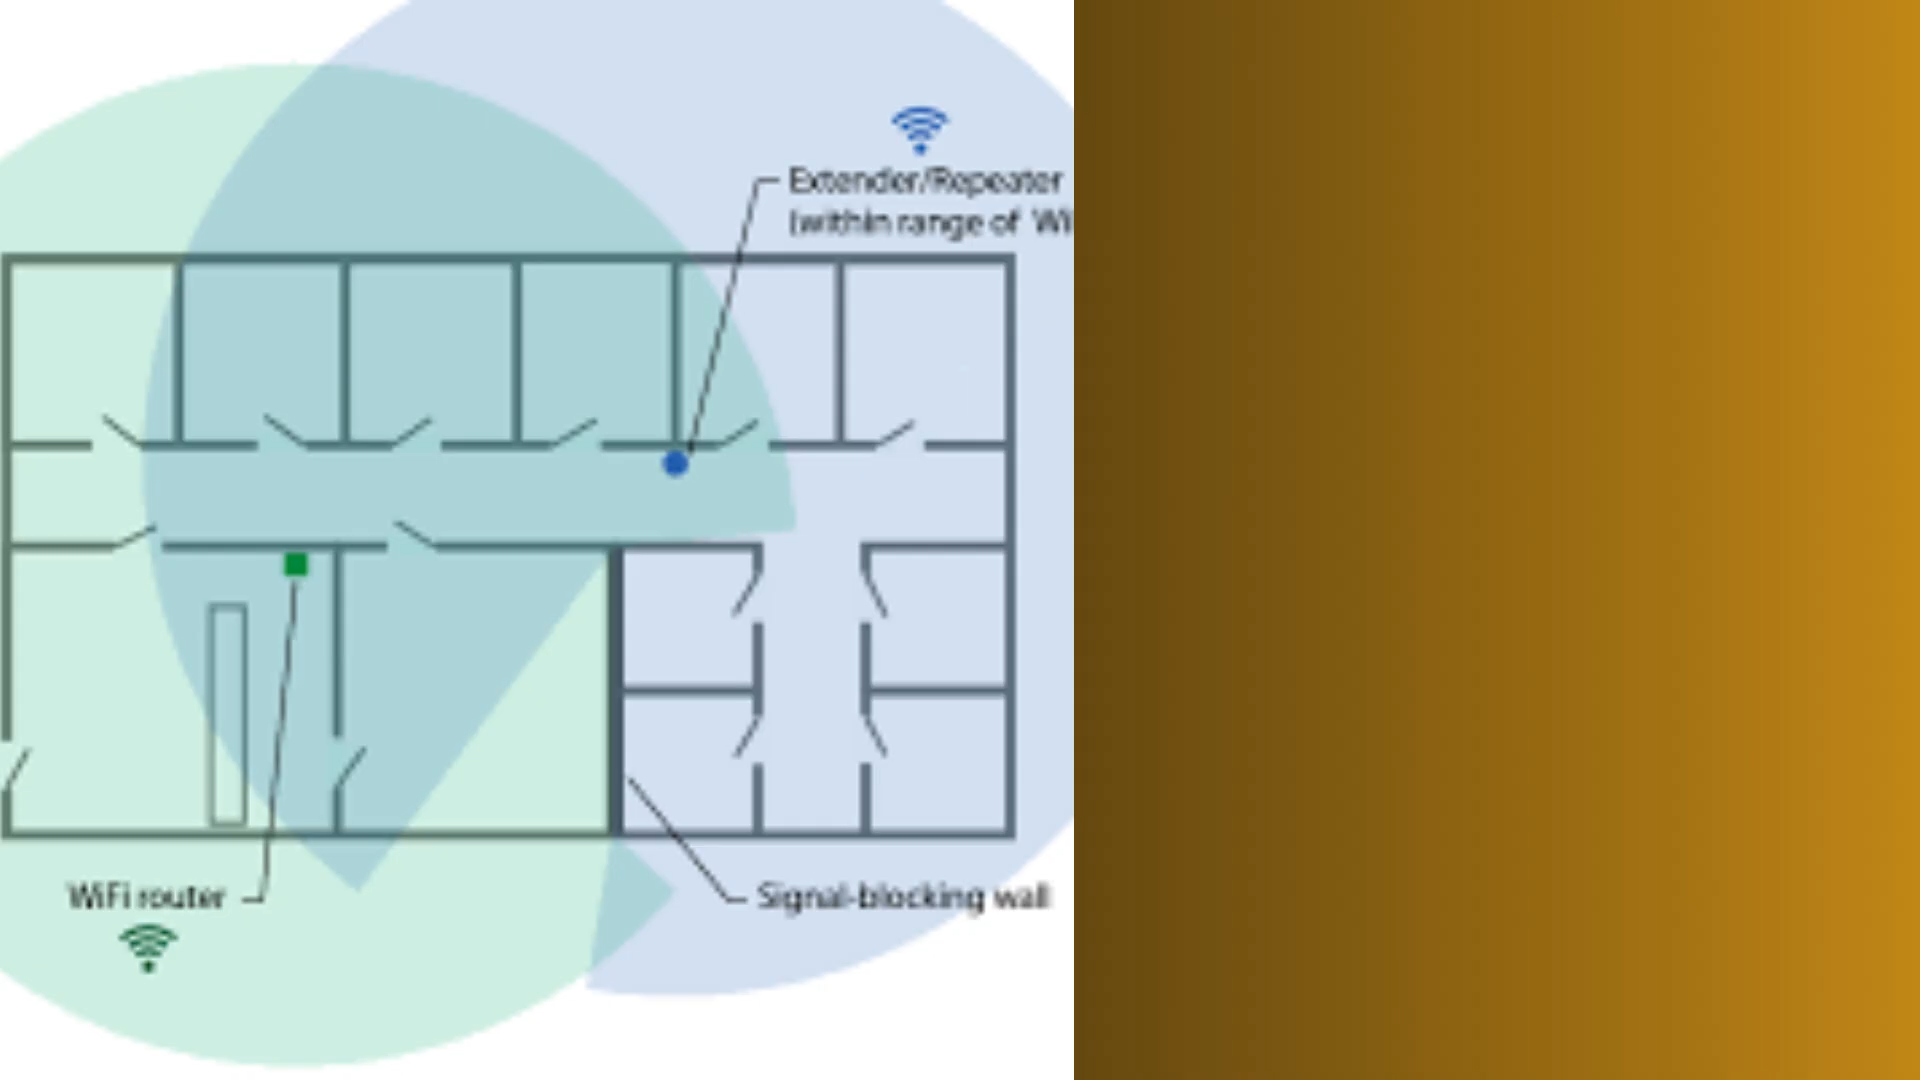 Extender/Repeater
(within range of
WiFi router
Signal-blocking wall